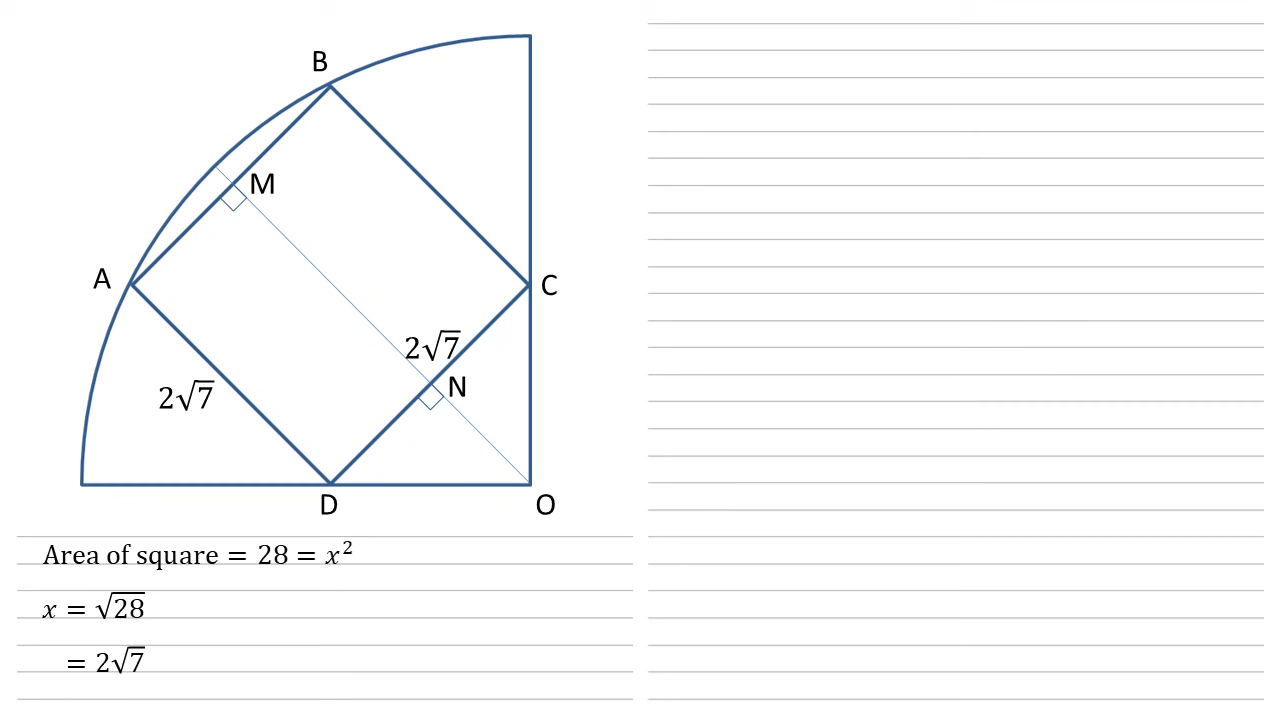 B
M
A
C
2√7
N
2√7
D
O
Area of square = 28 = x²
x = √28
= 2√7